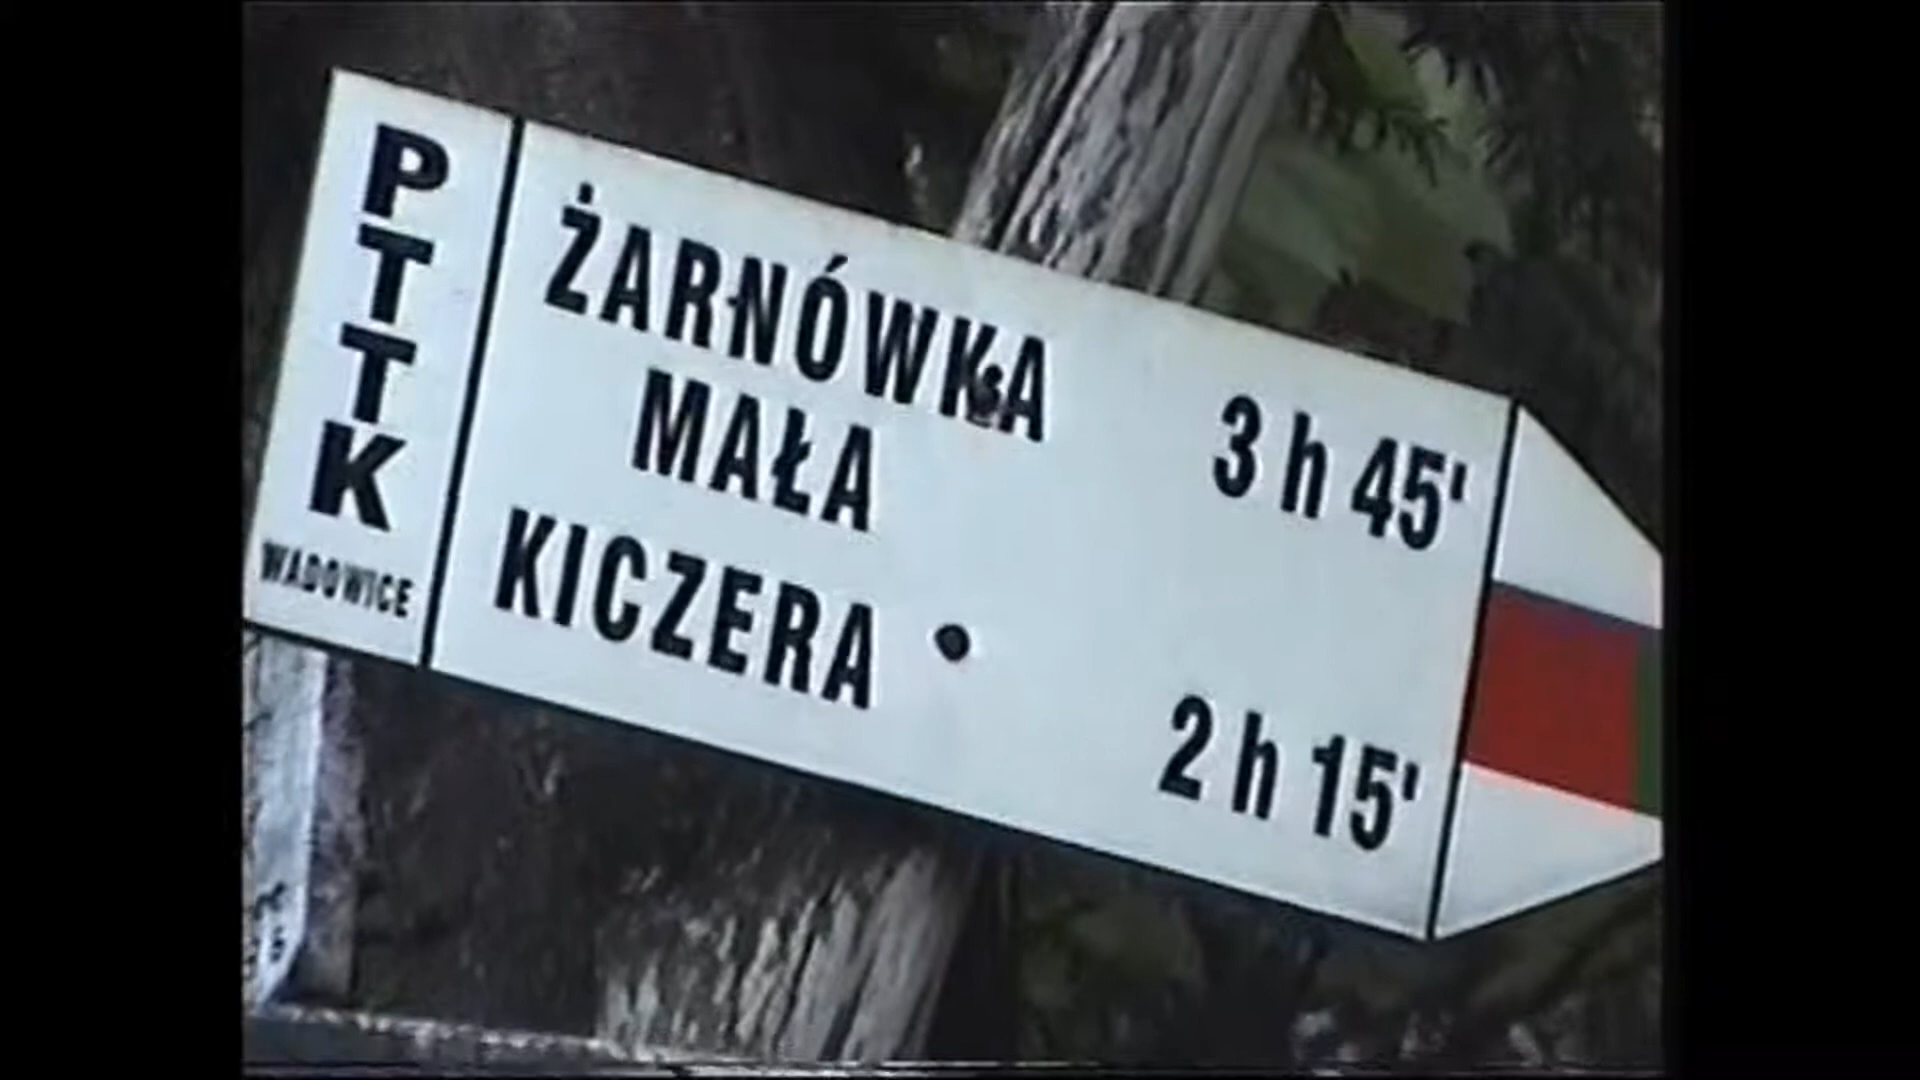 PTTK
WADOWICE
ŻARNÓWKA
MAŁA
3 h 45'
KICZERA
2 h 15'